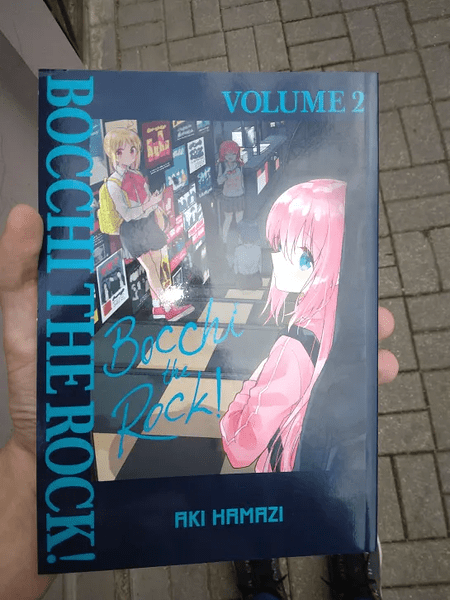 BOCCHI THE ROCK!
VOLUME 2
Bocchi
the
Rock!
AKI HAMAZI